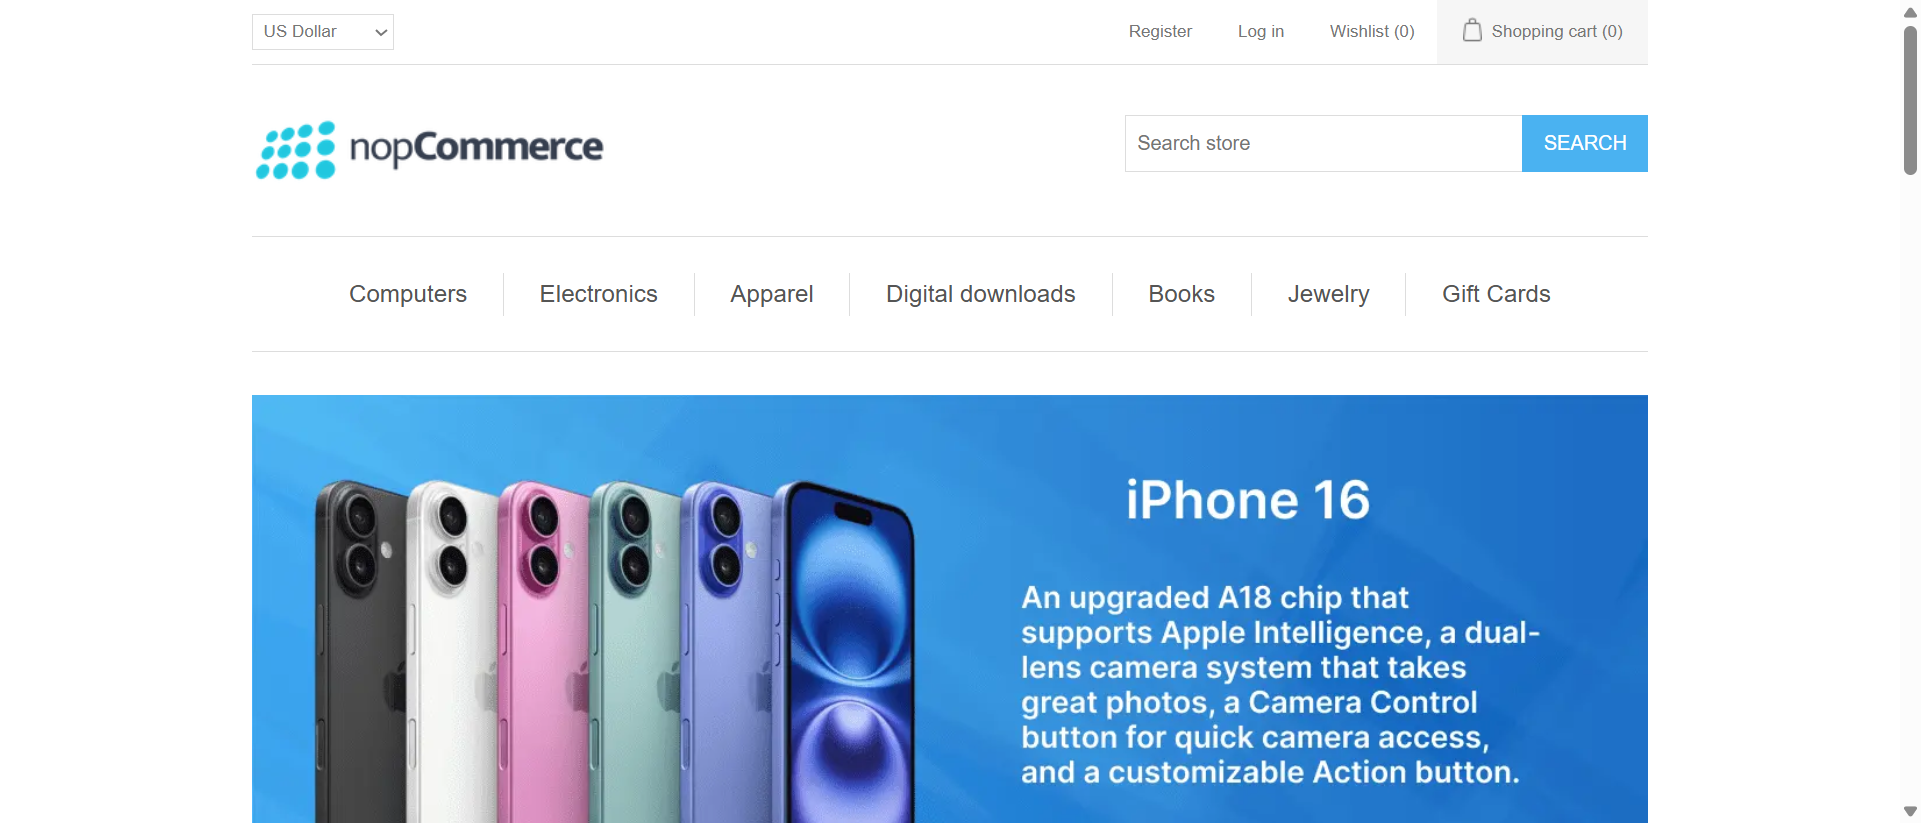 US Dollar
Register
Log in
Wishlist (0)
Shopping cart (0)
nopCommerce
Search store
SEARCH
Computers
Electronics
Apparel
Digital downloads
Books
Jewelry
Gift Cards
iPhone 16
An upgraded A18 chip that
supports Apple Intelligence, a dual-
lens camera system that takes
great photos, a Camera Control
button for quick camera access,
and a customizable Action button.